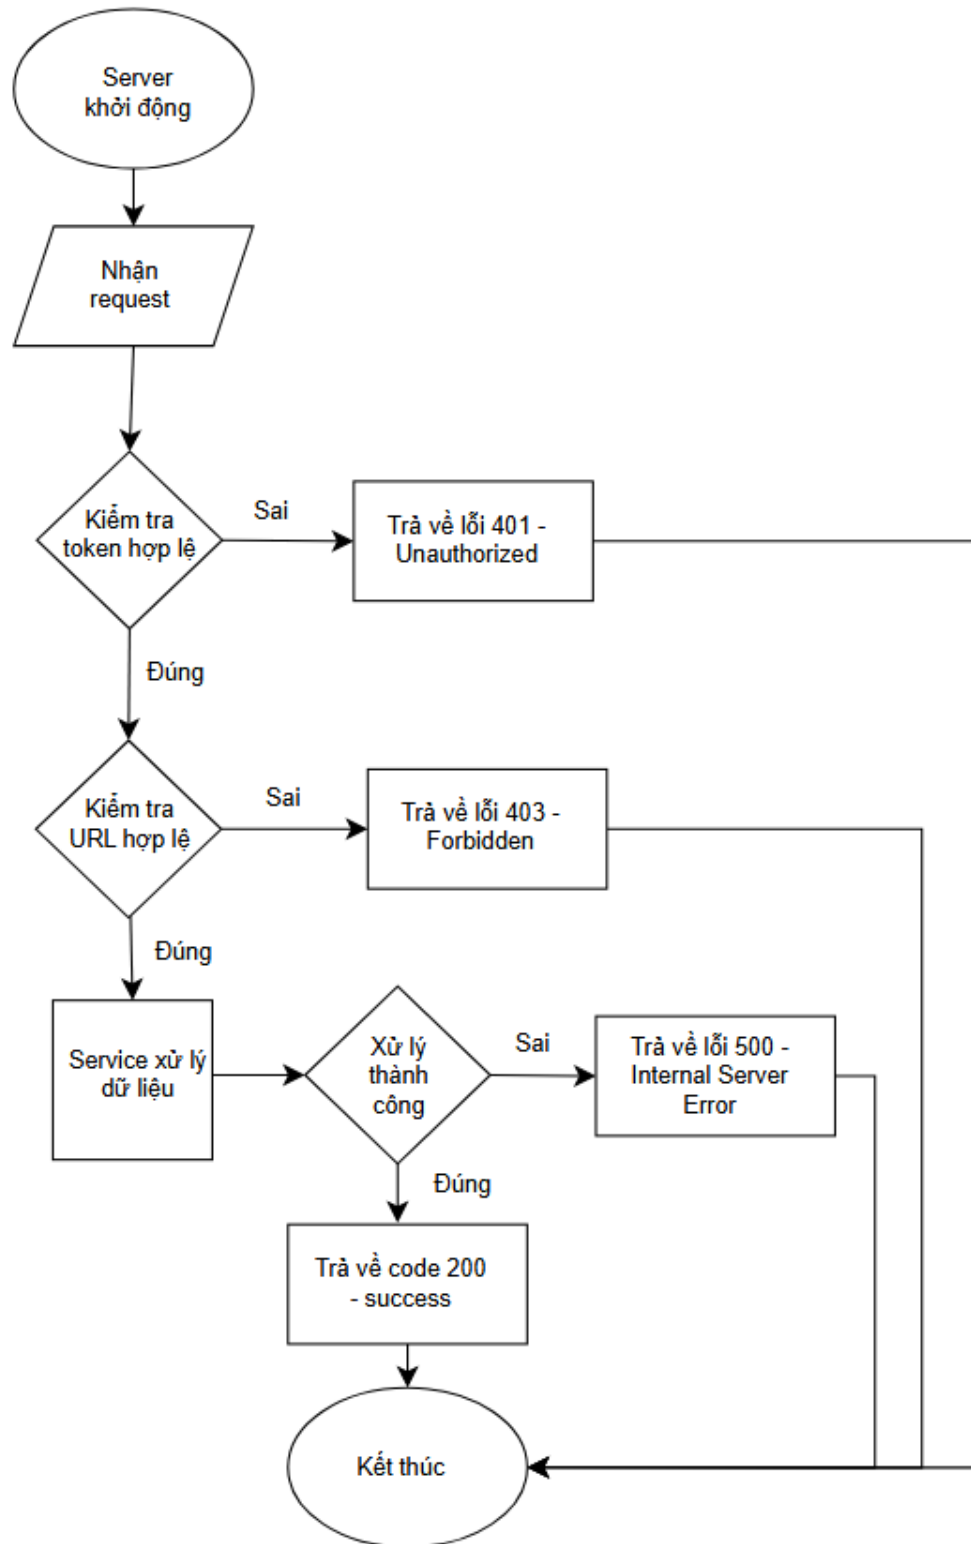 Server
khởi động
Nhận
request
Kiểm tra
token hợp lệ
Sai
Trả về lỗi 401 -
Unauthorized
Đúng
Kiểm tra
URL hợp lệ
Sai
Trả về lỗi 403 -
Forbidden
Đúng
Service xử lý
dữ liệu
Xử lý
thành
công
Sai
Trả về lỗi 500 -
Internal Server
Error
Đúng
Trả về code 200
- success
Kết thúc